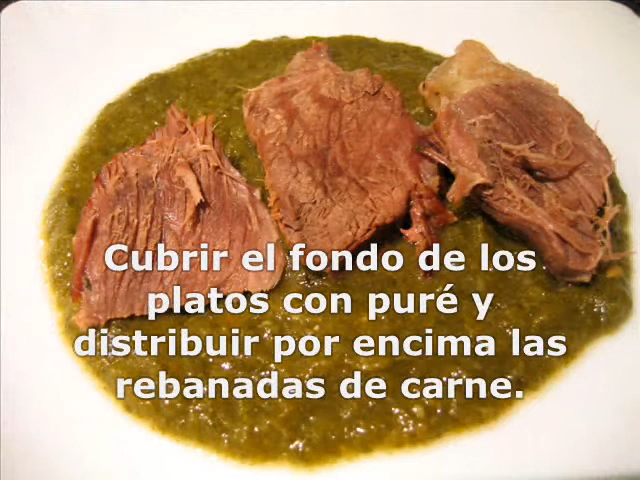 Cubrir el fondo de los
platos con puré y
distribuir por encima las
rebanadas de carne.